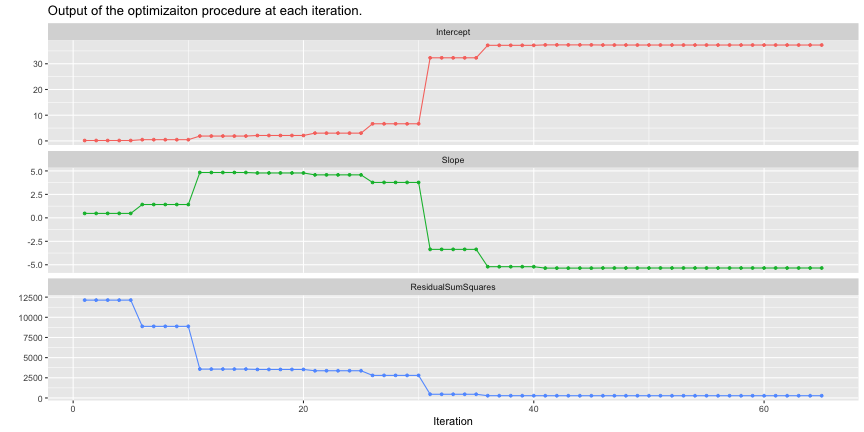 Output of the optimizaiton procedure at each iteration.
Intercept
30
20
10
0
Slope
5.0
2.5
0.0
-2.5
-5.0
ResidualSumSquares
12500
10000
7500
5000
2500
0
0 20 40 60
Iteration